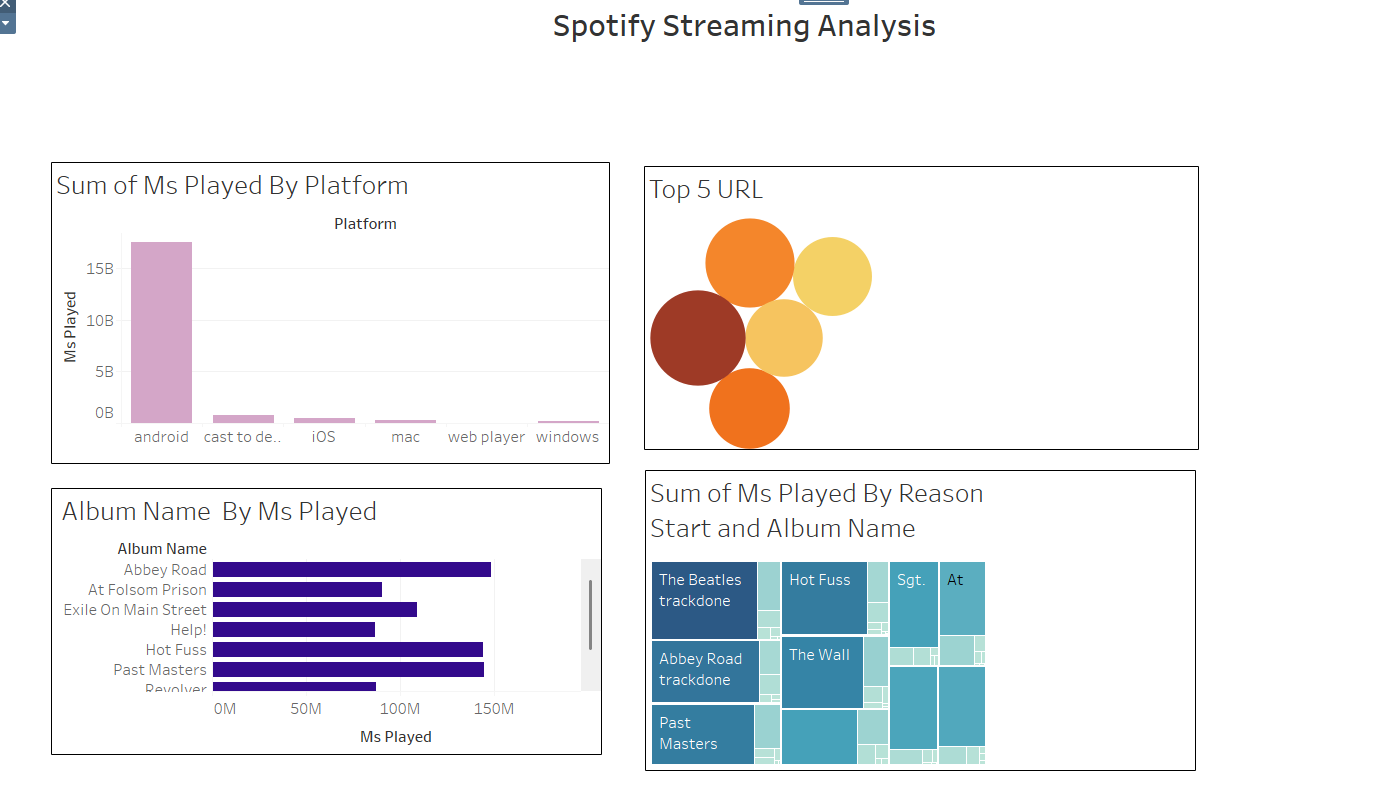 Spotify Streaming Analysis
Sum of Ms Played By Platform
Platform
Ms Played
15B
10B
5B
0B
android
cast to de..
iOS
mac
web player
windows
Top 5 URL
Album Name By Ms Played
Album Name
Abbey Road
At Folsom Prison
Exile On Main Street
Help!
Hot Fuss
Past Masters
Revolver
0M
50M
100M
150M
Ms Played
Sum of Ms Played By Reason
Start and Album Name
The Beatles
trackdone
Abbey Road
trackdone
Past
Masters
Hot Fuss
The Wall
Sgt.
At